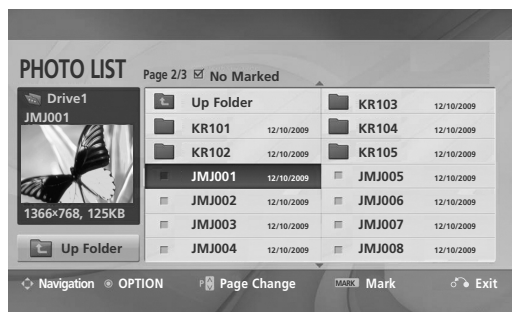 PHOTO LIST
Page 2/3 ☑ No Marked
Drive1
JMJ001
1366×768, 125KB
Up Folder
Up Folder
KR101 12/10/2009
KR102 12/10/2009
JMJ001 12/10/2009
JMJ002 12/10/2009
JMJ003 12/10/2009
JMJ004 12/10/2009
KR103 12/10/2009
KR104 12/10/2009
KR105 12/10/2009
JMJ005 12/10/2009
JMJ006 12/10/2009
JMJ007 12/10/2009
JMJ008 12/10/2009
Navigation OPTION P Page Change MARK Mark Exit